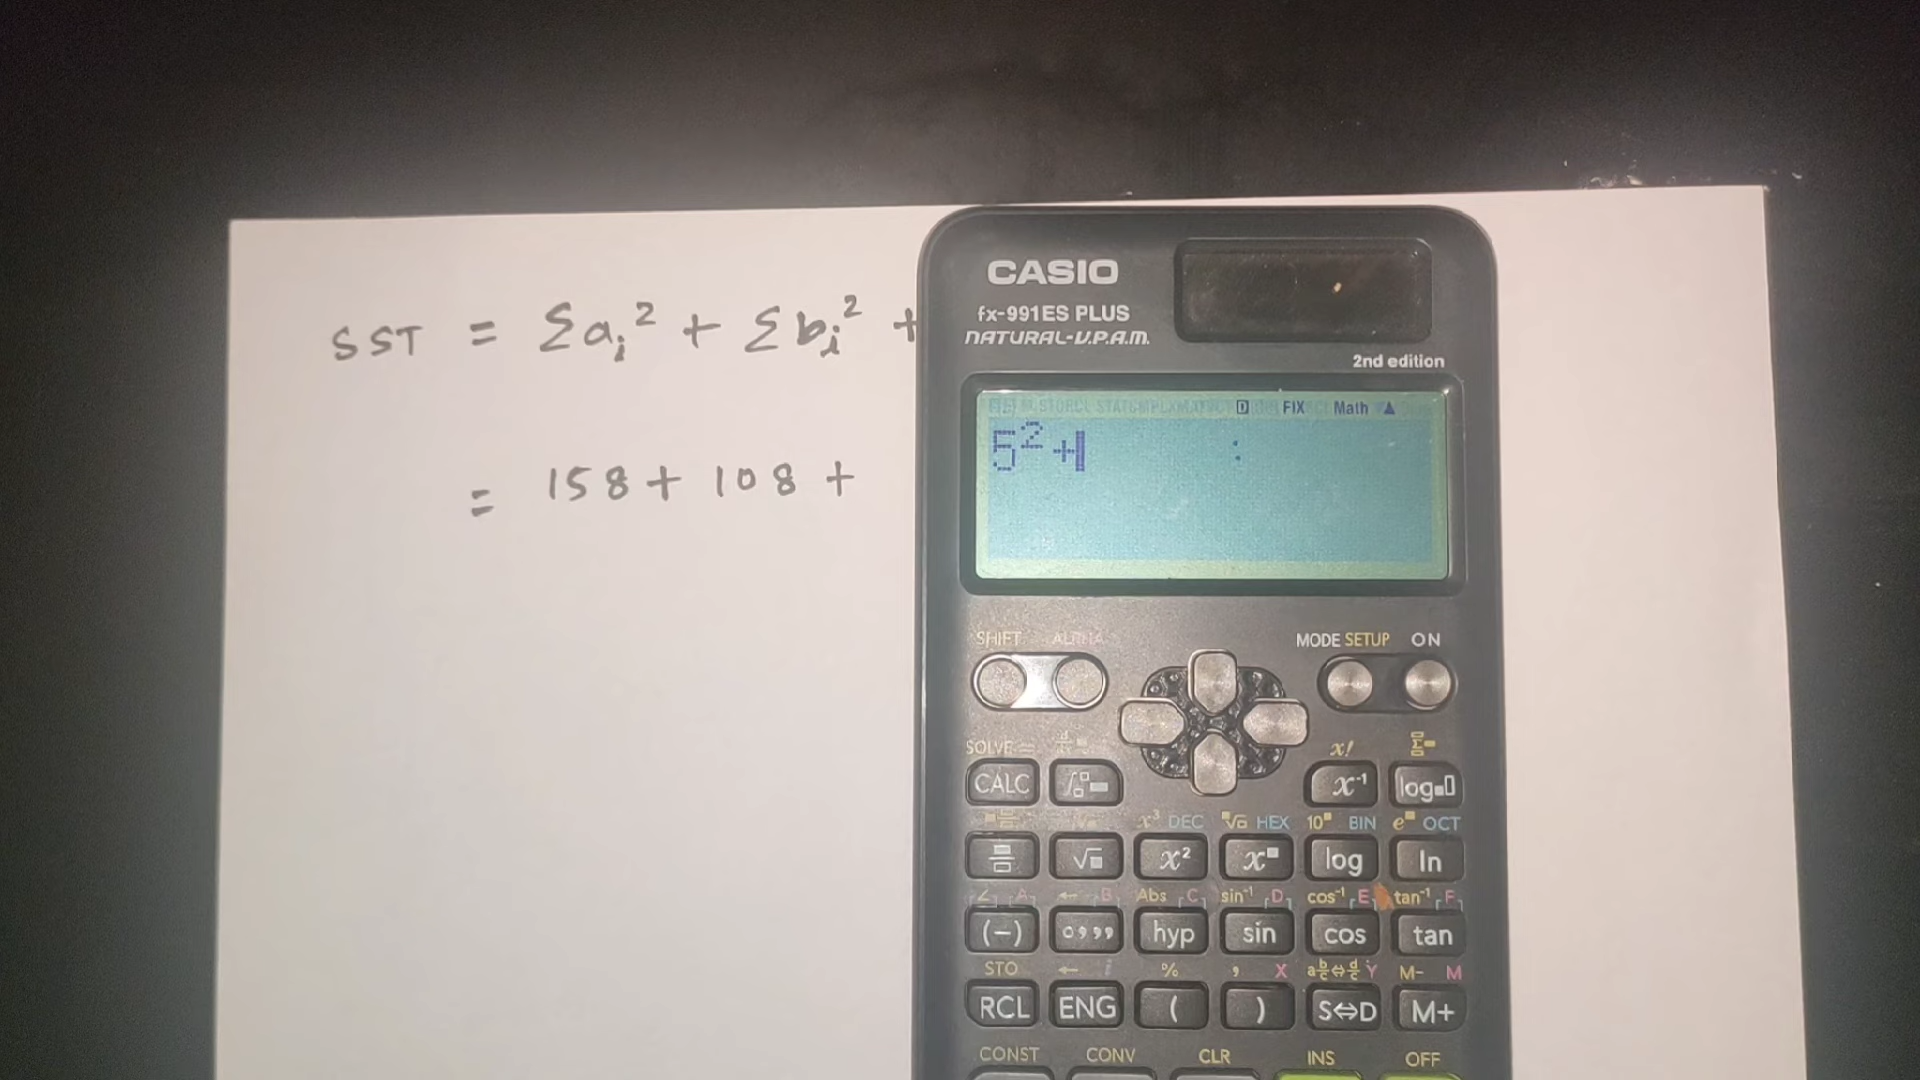 SST = Σaᵢ² + Σbᵢ² +
= 158 + 108 +
CASIO
fx-991ES PLUS
NATURAL-V.P.A.M.
2nd edition
D FIX Math ▲
5²+ :
SHIFT ALPHA MODE SETUP ON
SOLVE = x! 
CALC x⁻¹ log
x³ DEC HEX 10 BIN e OCT
x² log ln
∠ A ← B Abs C sin⁻¹ D cos⁻¹ E tan⁻¹ F
(−) hyp sin cos tan
STO ← i % , X a b/c⇔d/c Y M- M
RCL ENG ( ) S⇔D M+
CONST CONV CLR INS OFF